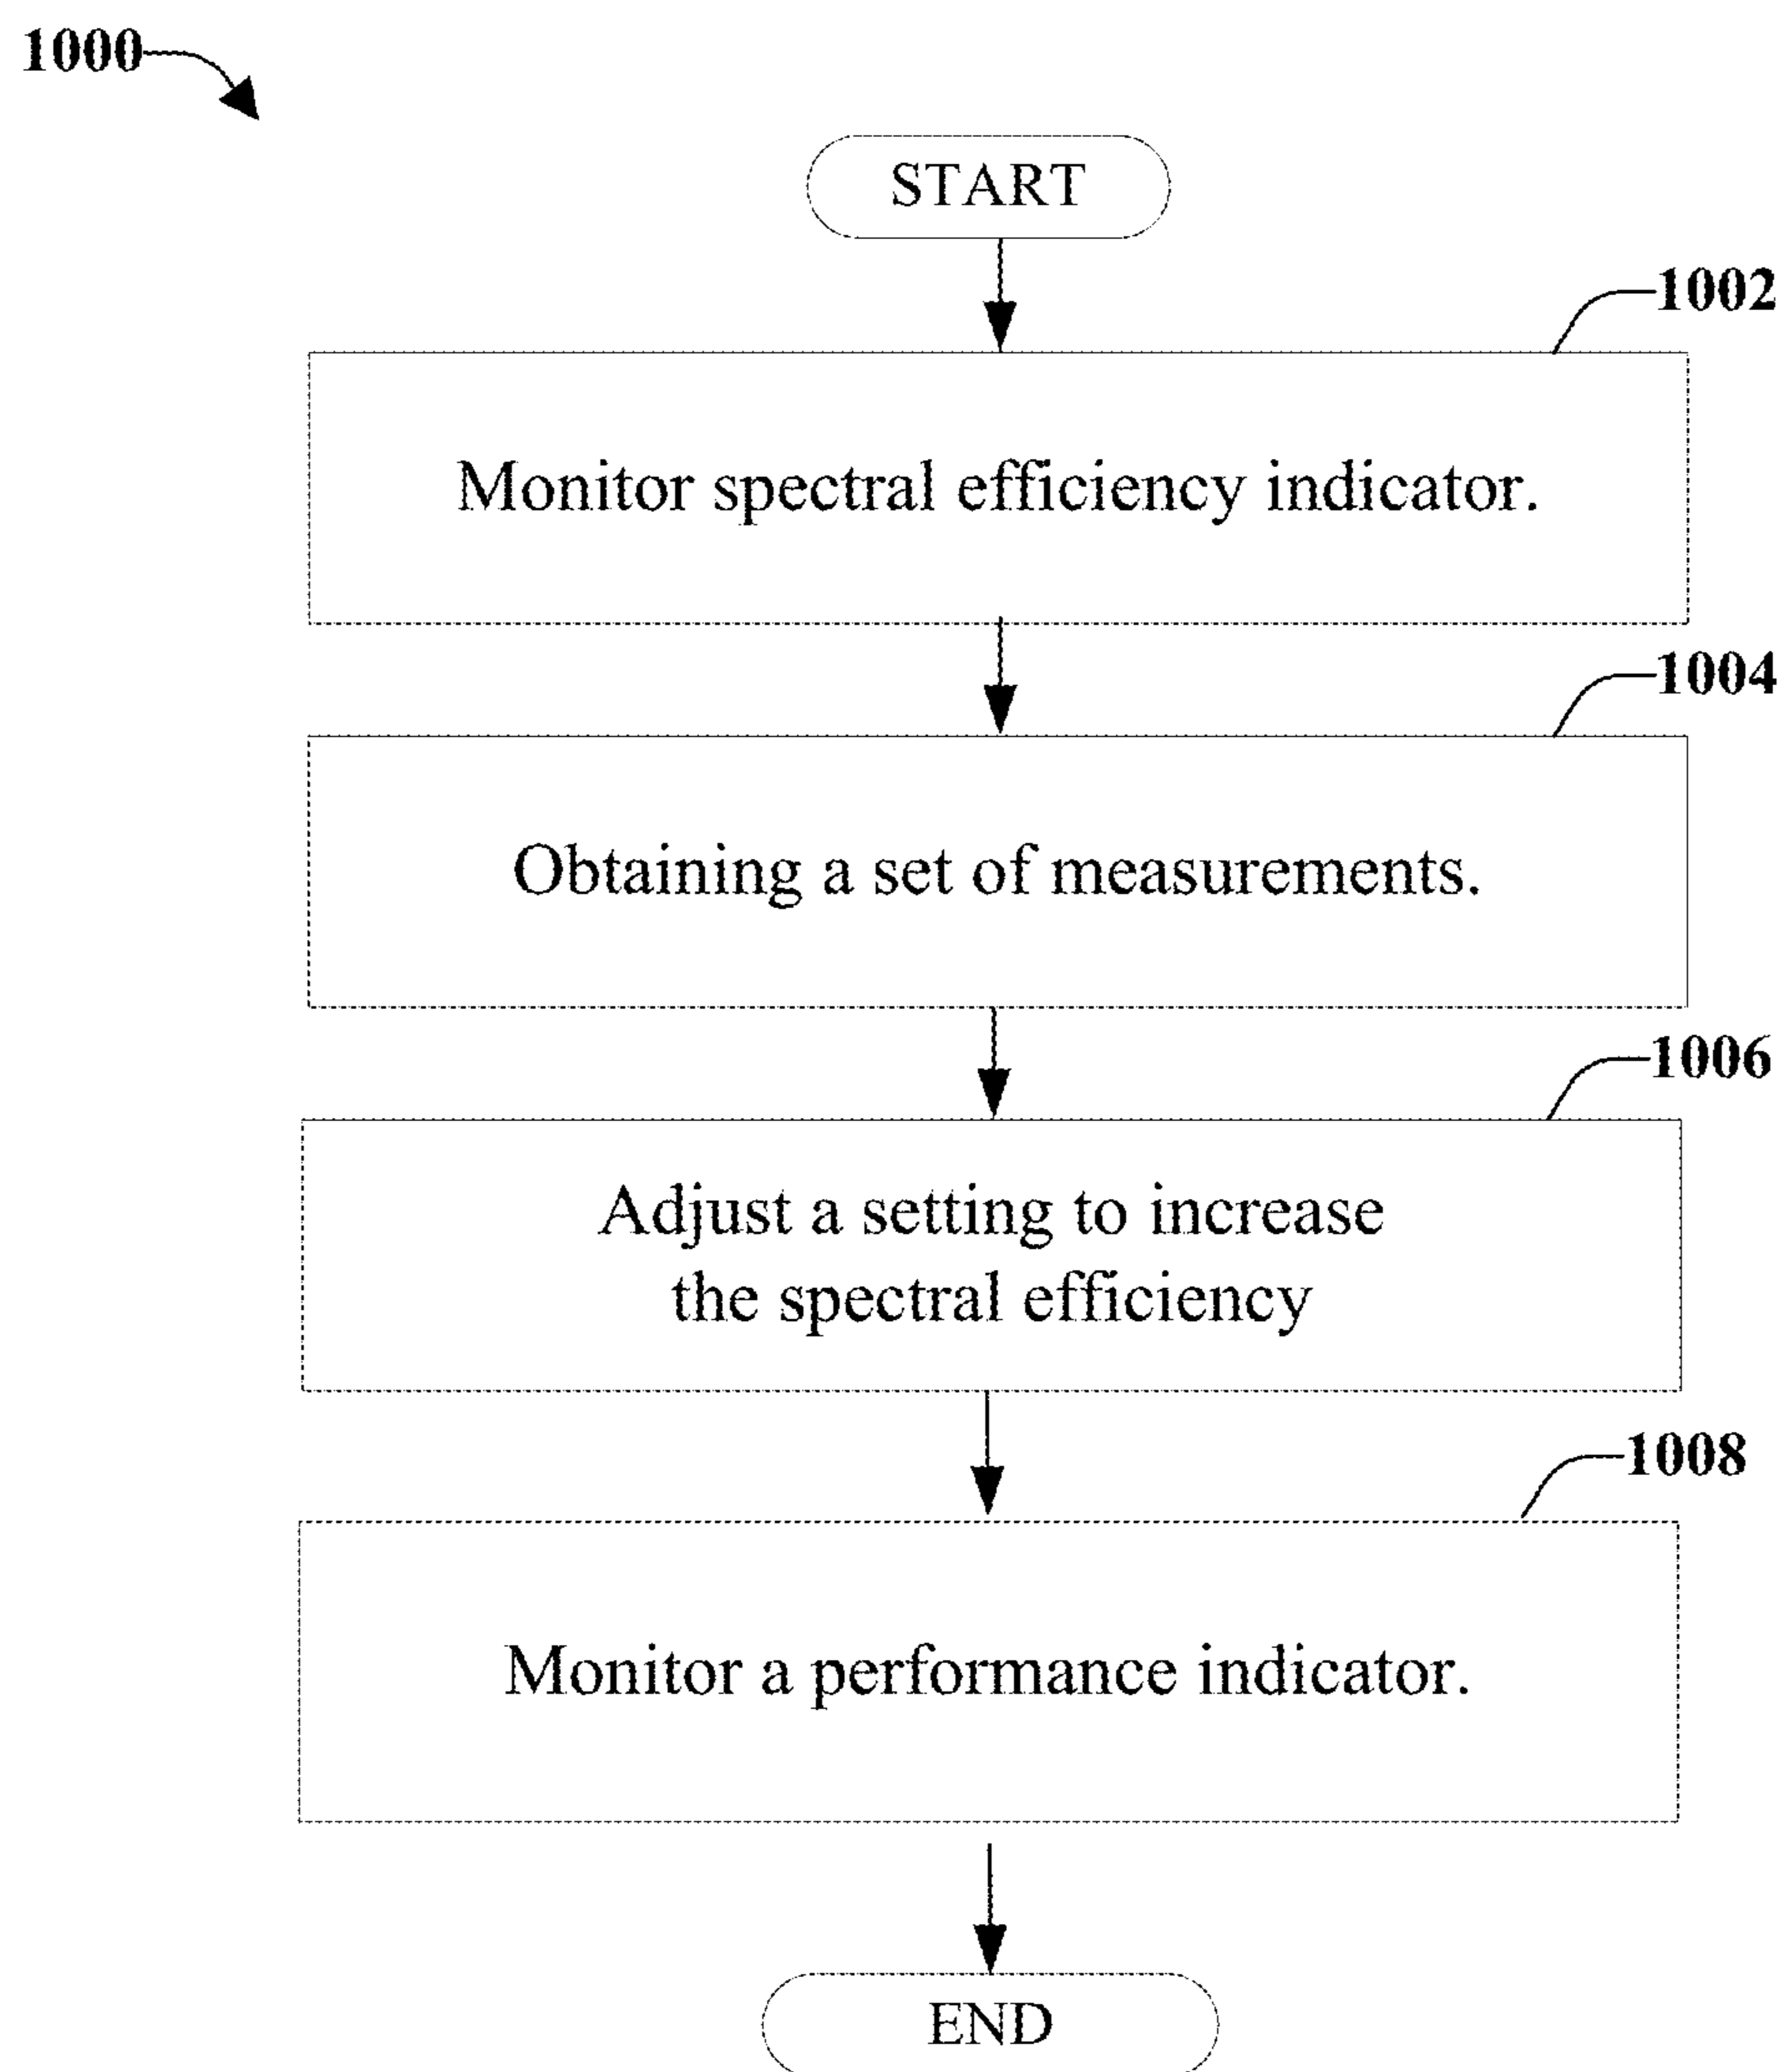 1000
START
1002
Monitor spectral efficiency indicator.
1004
Obtaining a set of measurements.
1006
Adjust a setting to increase
the spectral efficiency
1008
Monitor a performance indicator.
END